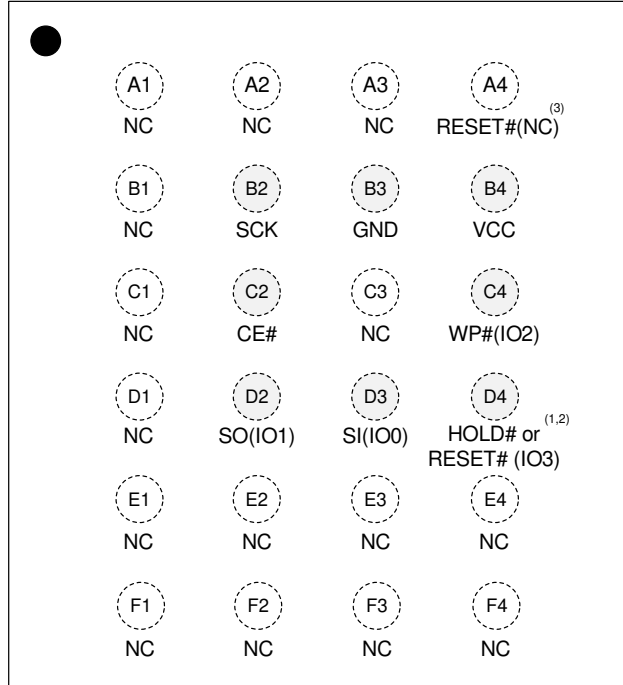 A1 A2 A3 A4
NC NC NC RESET#(NC) (3)
B1 B2 B3 B4
NC SCK GND VCC
C1 C2 C3 C4
NC CE# NC WP#(IO2)
D1 D2 D3 D4
NC SO(IO1) SI(IO0) HOLD# or (1,2)
RESET# (IO3)
E1 E2 E3 E4
NC NC NC NC
F1 F2 F3 F4
NC NC NC NC